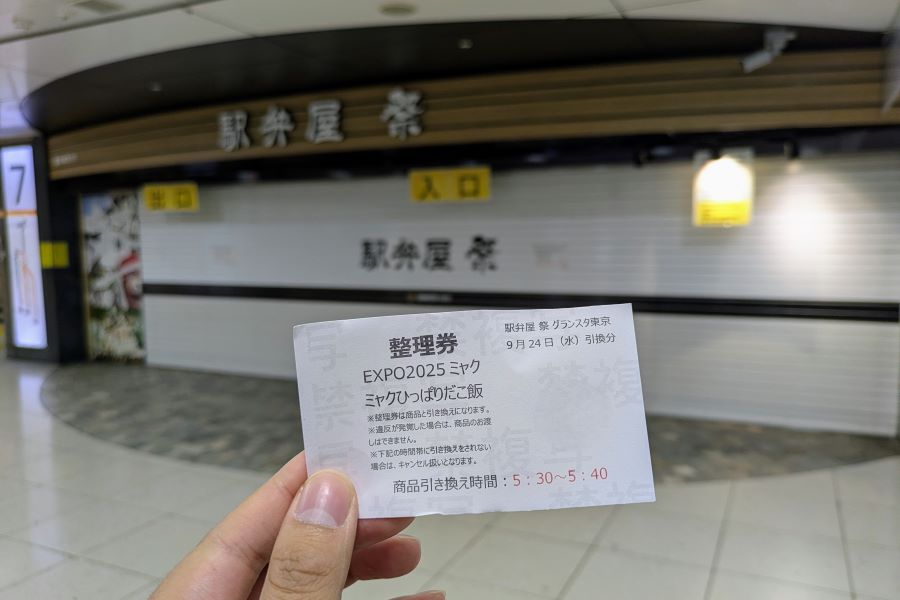 駅弁屋 祭
7
出口
入口
駅弁屋 祭
整理券
駅弁屋 祭 グランスタ東京
9月24日（水）引換分
EXPO2025 ミャク
ミャクひっぱりだこ飯
※整理券は商品と引き換えになります。
※違反が発覚した場合は、商品のお渡
しはできません。
※下記の時間帯に引き換えをされない
場合は、キャンセル扱いとなります。
商品引き換え時間：5：30～5：40